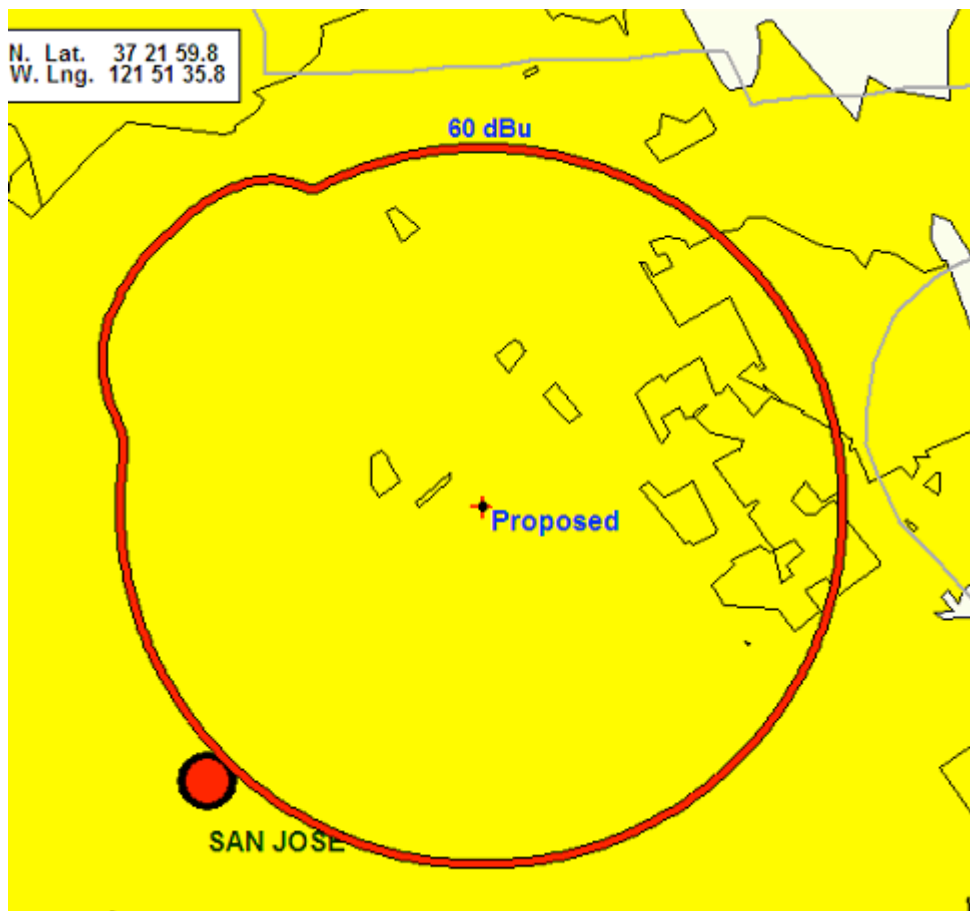 N. Lat. 37 21 59.8
W. Lng. 121 51 35.8
60 dBu
Proposed
SAN JOSE